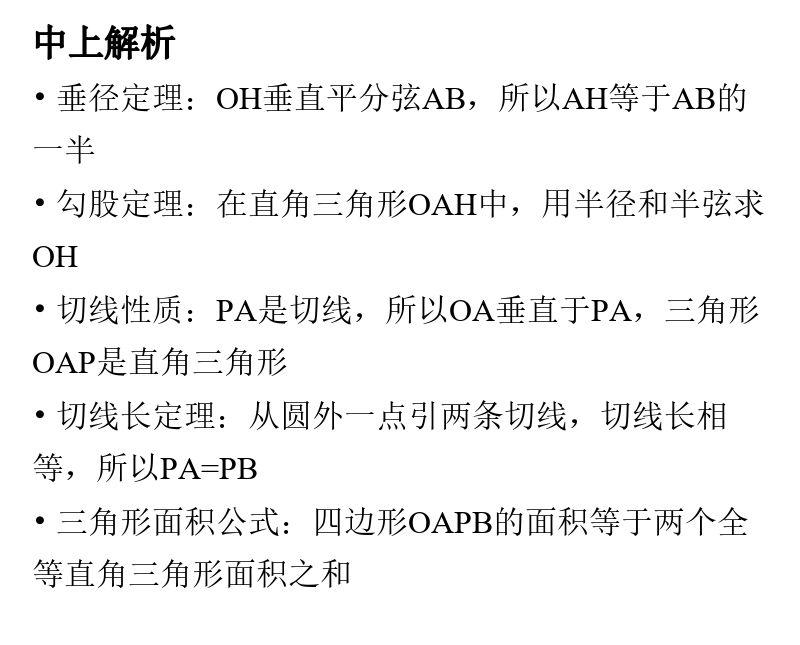 中上解析
• 垂径定理：OH垂直平分弦AB，所以AH等于AB的
一半
• 勾股定理：在直角三角形OAH中，用半径和半弦求
OH
• 切线性质：PA是切线，所以OA垂直于PA，三角形
OAP是直角三角形
• 切线长定理：从圆外一点引两条切线，切线长相
等，所以PA=PB
• 三角形面积公式：四边形OAPB的面积等于两个全
等直角三角形面积之和